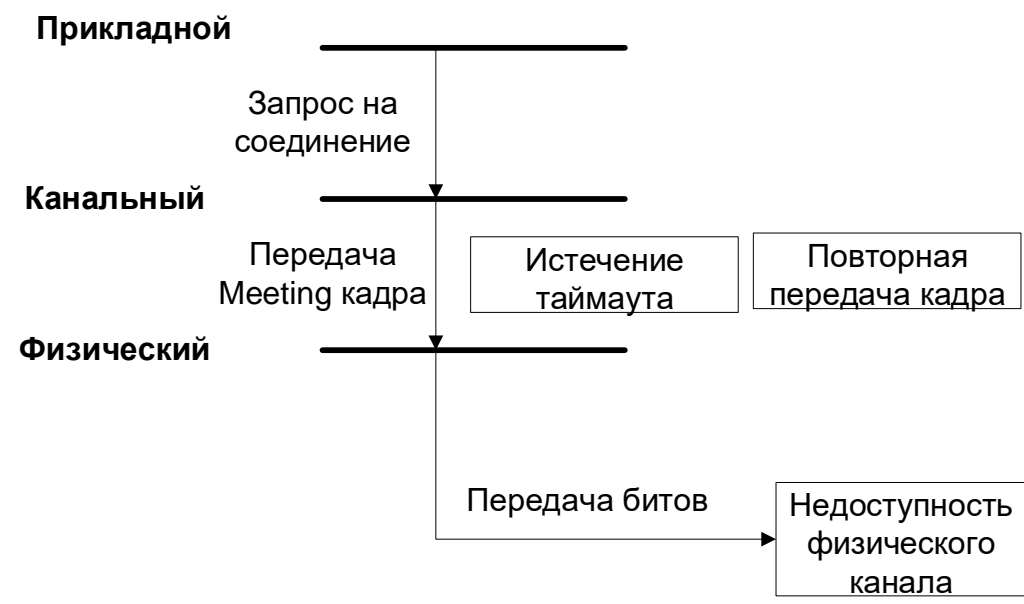 Прикладной
Запрос на
соединение
Канальный
Передача
Meeting кадра
Истечение
таймаута
Повторная
передача кадра
Физический
Передача битов
Недоступность
физического
канала